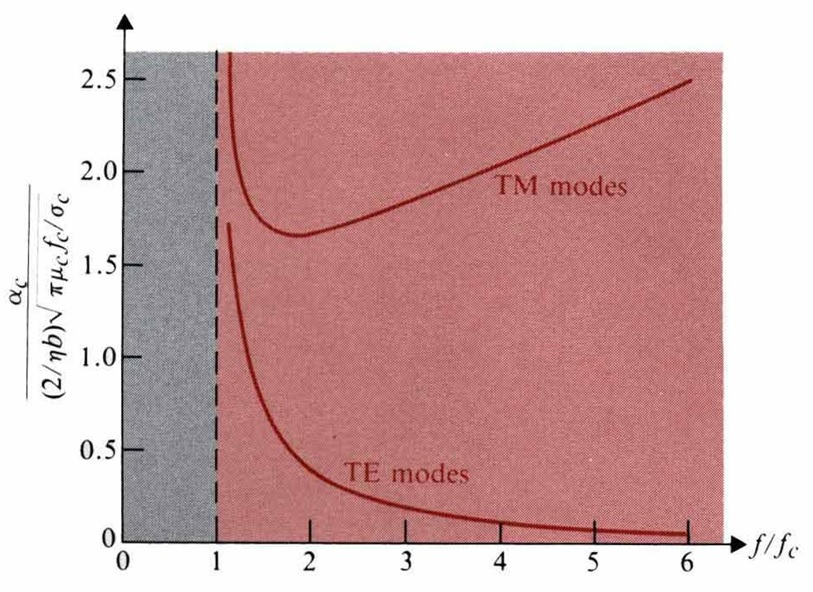 2.5
2.0
1.5
1.0
0.5
0
α_c
(2/ηb)√πμ_c f_c/σ_c
TM modes
TE modes
0 1 2 3 4 5 6
f/f_c